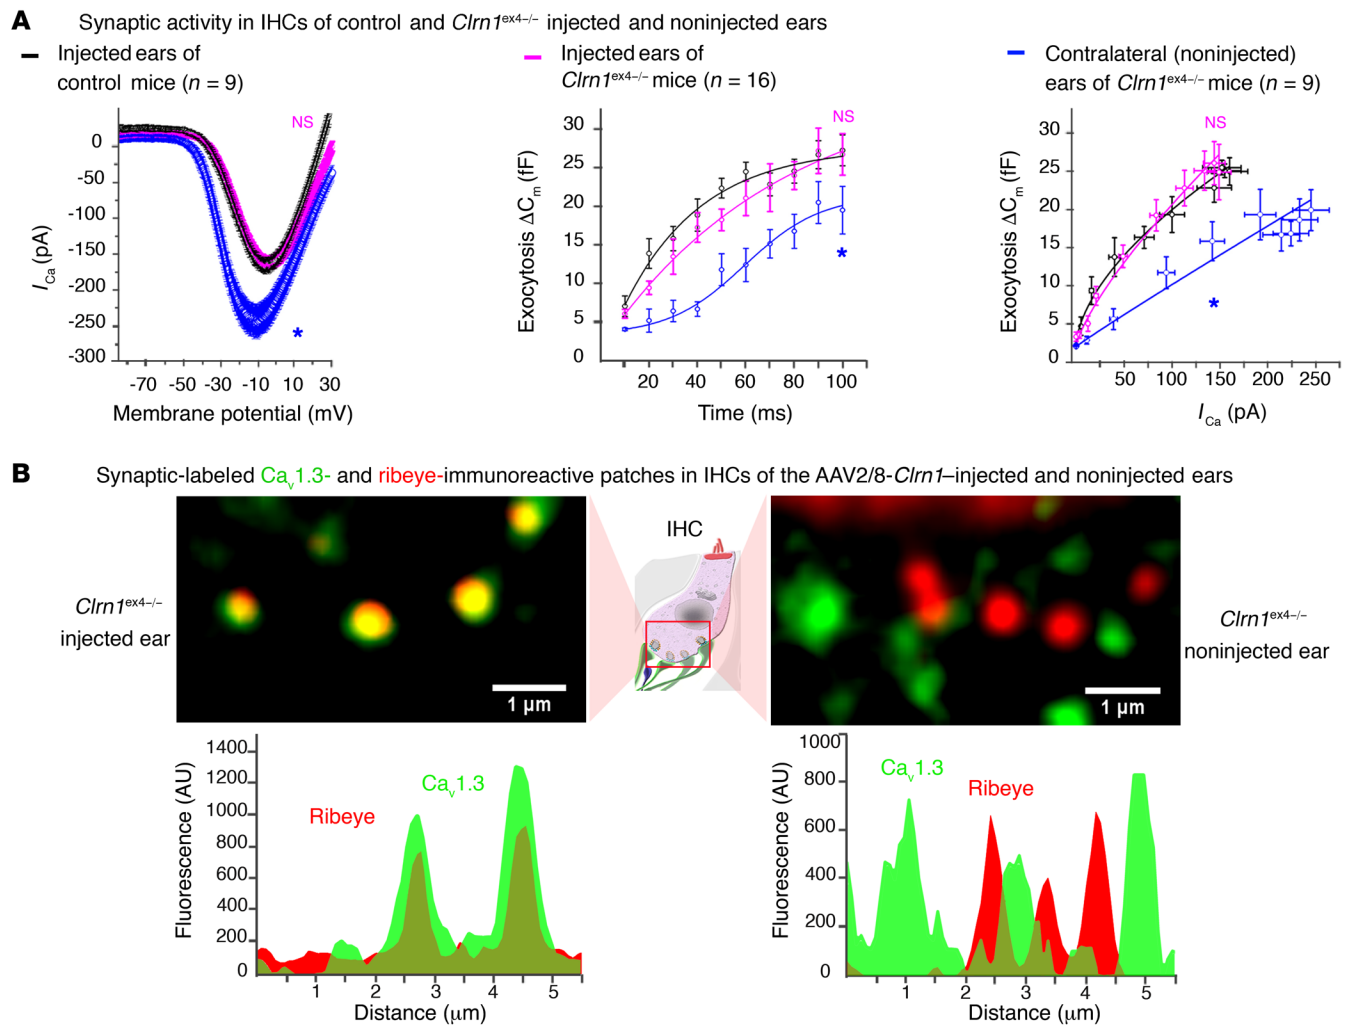 A Synaptic activity in IHCs of control and Clrn1ex4–/– injected and noninjected ears
Injected ears of
control mice (n = 9)
Injected ears of
Clrn1ex4–/– mice (n = 16)
Contralateral (noninjected)
ears of Clrn1ex4–/– mice (n = 9)
ICa (pA)
0
-50
-100
-150
-200
-250
-300
NS
*
-70 -50 -30 -10 10 30
Membrane potential (mV)
Exocytosis ΔCm (fF)
30
25
20
15
10
5
0
NS
*
20 40 60 80 100
Time (ms)
Exocytosis ΔCm (fF)
30
25
20
15
10
5
0
NS
*
50 100 150 200 250
ICa (pA)
B Synaptic-labeled Cav1.3- and ribeye-immunoreactive patches in IHCs of the AAV2/8-Clrn1–injected and noninjected ears
Clrn1ex4–/–
injected ear
1 µm
IHC
1 µm
Clrn1ex4–/–
noninjected ear
Fluorescence (AU)
1400
1200
1000
800
600
400
200
0
Cav1.3
Ribeye
1 2 3 4 5
Distance (µm)
Fluorescence (AU)
1000
800
600
400
200
0
Cav1.3
Ribeye
1 2 3 4 5
Distance (µm)